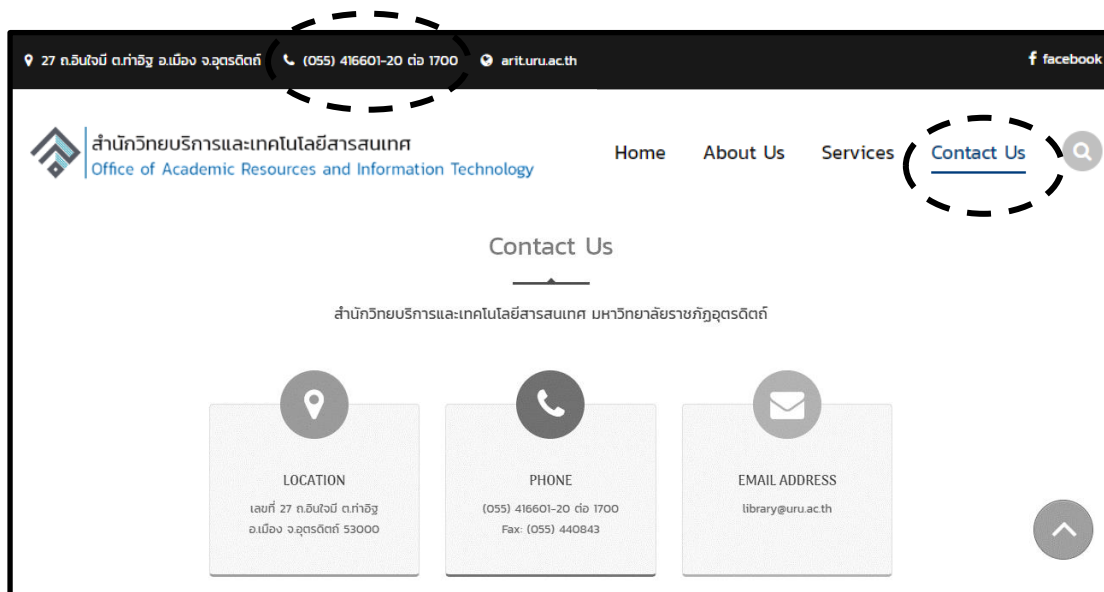 27 ถ.อินใจมี ต.ท่าอิฐ อ.เมือง จ.อุตรดิตถ์ (055) 416601-20 ต่อ 1700 arit.uru.ac.th facebook
สำนักวิทยบริการและเทคโนโลยีสารสนเทศ
Office of Academic Resources and Information Technology
Home About Us Services Contact Us
Contact Us
สำนักวิทยบริการและเทคโนโลยีสารสนเทศ มหาวิทยาลัยราชภัฏอุตรดิตถ์
LOCATION
เลขที่ 27 ถ.อินใจมี ต.ท่าอิฐ
อ.เมือง จ.อุตรดิตถ์ 53000
PHONE
(055) 416601-20 ต่อ 1700
Fax: (055) 440843
EMAIL ADDRESS
library@uru.ac.th